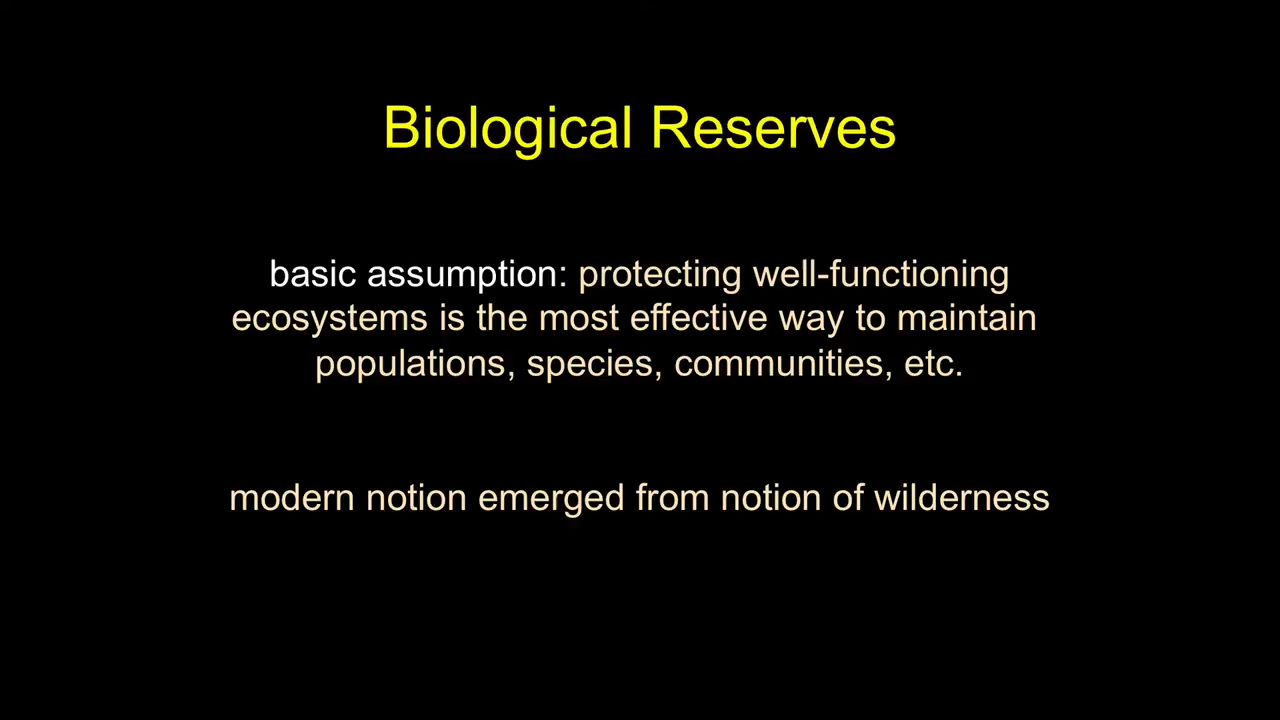 Biological Reserves
basic assumption: protecting well-functioning
ecosystems is the most effective way to maintain
populations, species, communities, etc.
modern notion emerged from notion of wilderness